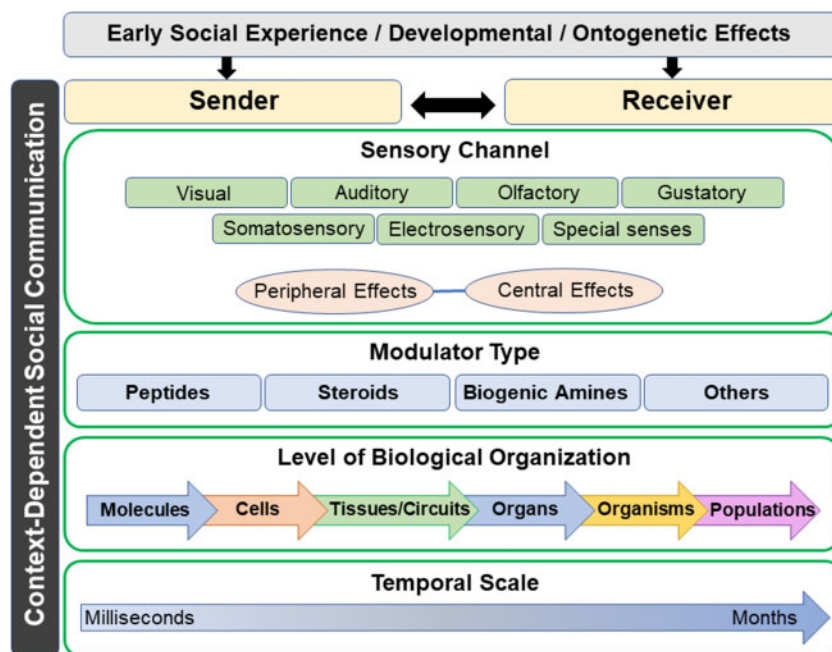 Early Social Experience / Developmental / Ontogenetic Effects
Context-Dependent Social Communication
Sender
Receiver
Sensory Channel
Visual
Auditory
Olfactory
Gustatory
Somatosensory
Electrosensory
Special senses
Peripheral Effects
Central Effects
Modulator Type
Peptides
Steroids
Biogenic Amines
Others
Level of Biological Organization
Molecules
Cells
Tissues/Circuits
Organs
Organisms
Populations
Temporal Scale
Milliseconds
Months